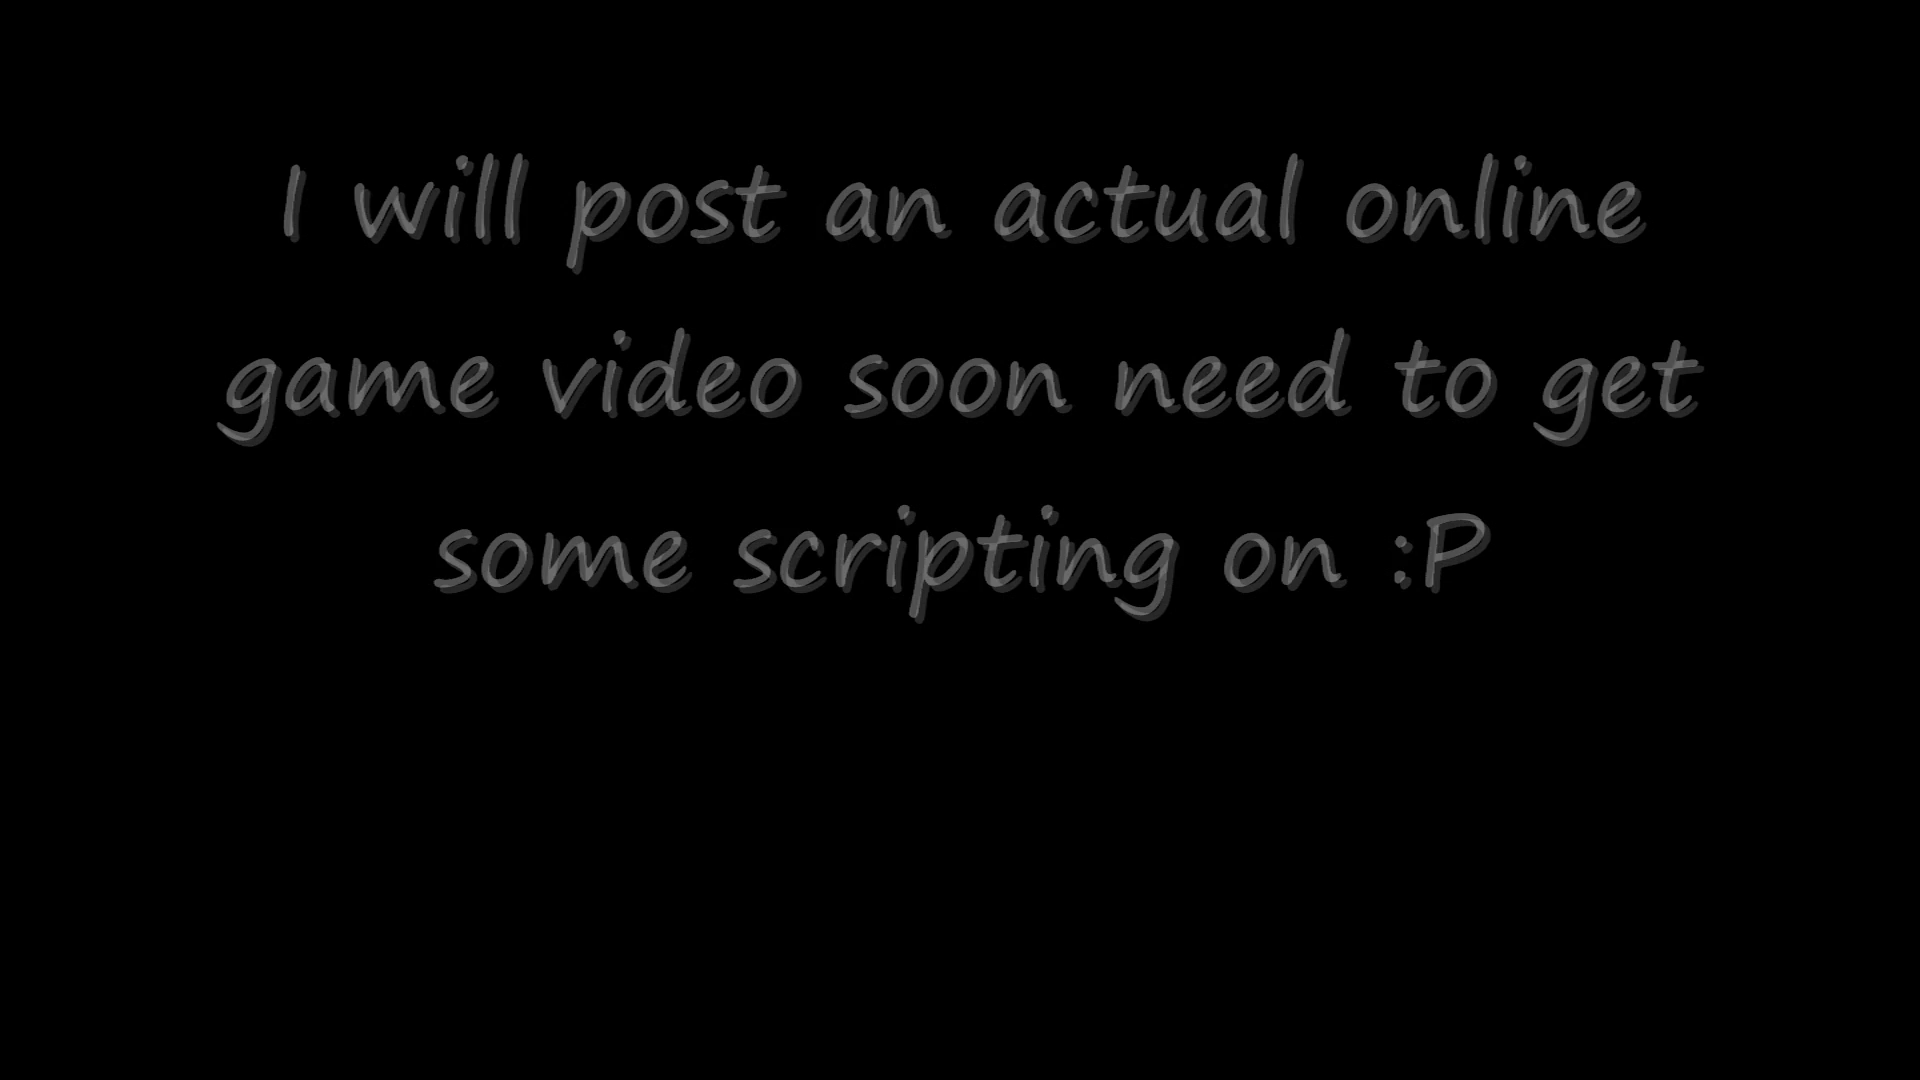 I will post an actual online
game video soon need to get
some scripting on :P